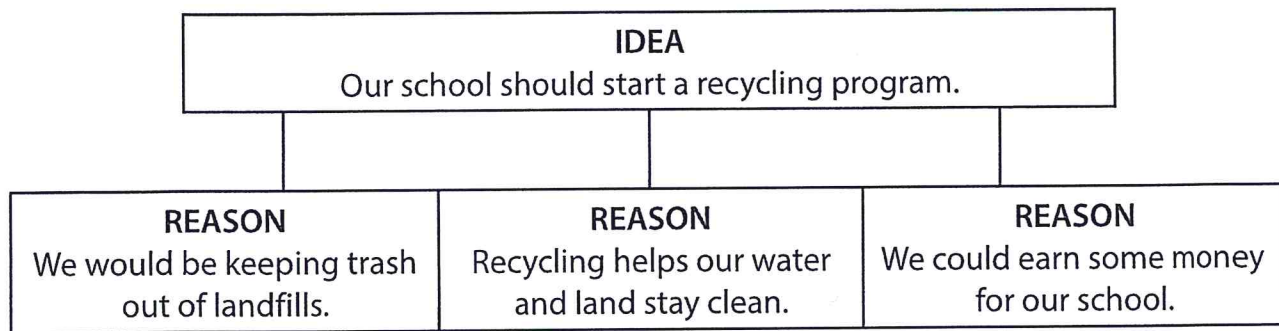 IDEA
Our school should start a recycling program.
REASON
We would be keeping trash
out of landfills.
REASON
Recycling helps our water
and land stay clean.
REASON
We could earn some money
for our school.